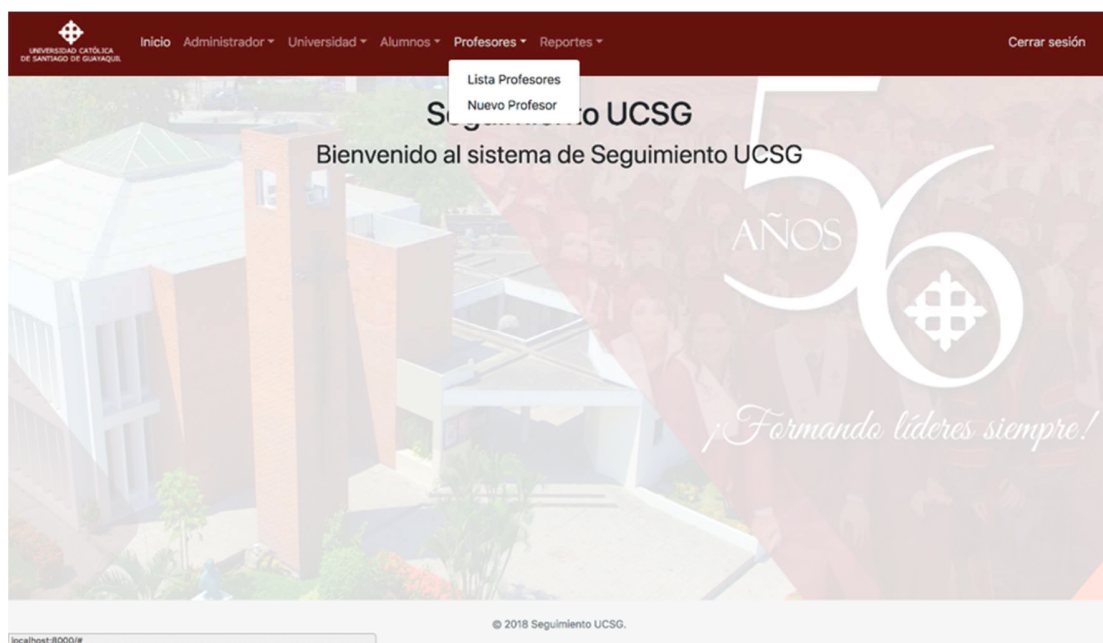 UNIVERSIDAD CATÓLICA
DE SANTIAGO DE GUAYAQUIL
Inicio Administrador Universidad Alumnos Profesores Reportes Cerrar sesión
Lista Profesores
Nuevo Profesor
Seguimiento UCSG
Bienvenido al sistema de Seguimiento UCSG
56
AÑOS
¡Formando líderes siempre!
© 2018 Seguimiento UCSG.
localhost:8000/#